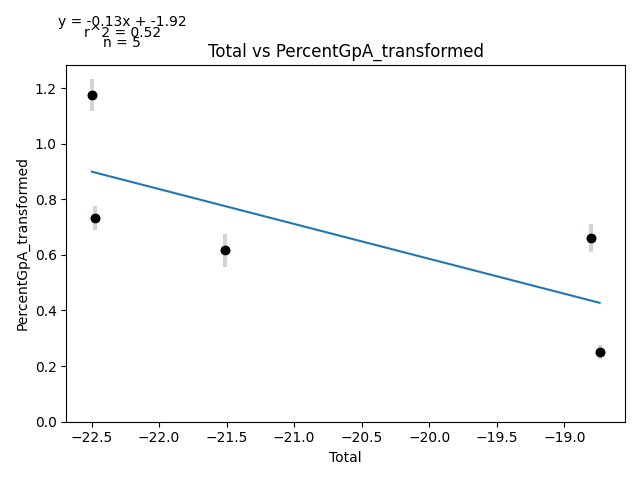 y = -0.13x + -1.92
r^2 = 0.52
n = 5
Total vs PercentGpA_transformed
PercentGpA_transformed
1.2
1.0
0.8
0.6
0.4
0.2
0.0
−22.5 −22.0 −21.5 −21.0 −20.5 −20.0 −19.5 −19.0
Total